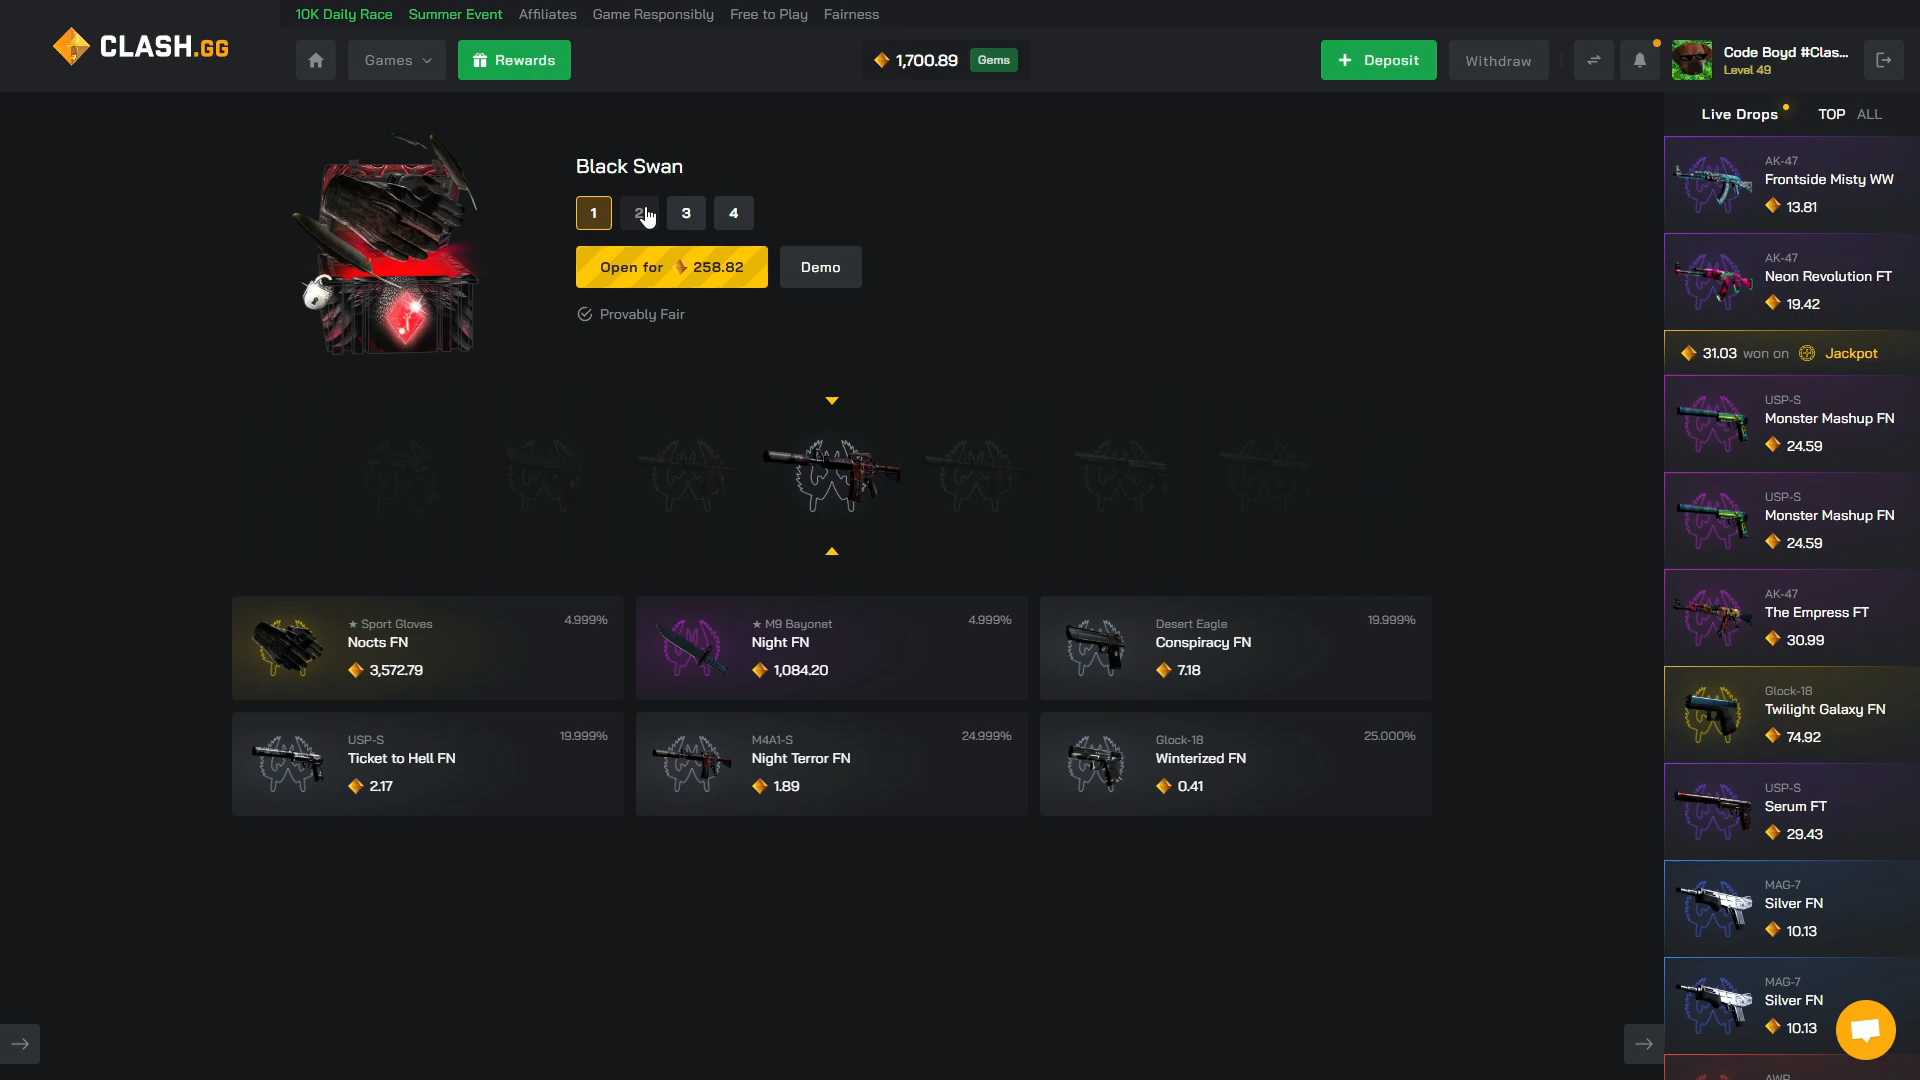 10K Daily Race Summer Event Affiliates Game Responsibly Free to Play Fairness
CLASH.GG
Games
Rewards
1,700.89 Gems
+ Deposit
Withdraw
Code Boyd #Clas...
Level 49
Live Drops TOP ALL
Black Swan
1 2 3 4
Open for 258.82
Demo
Provably Fair
★ Sport Gloves 4.999%
Nocts FN
3,572.79
★ M9 Bayonet 4.999%
Night FN
1,084.20
Desert Eagle 19.999%
Conspiracy FN
7.18
USP-S 19.999%
Ticket to Hell FN
2.17
M4A1-S 24.999%
Night Terror FN
1.89
Glock-18 25.000%
Winterized FN
0.41
AK-47
Frontside Misty WW
13.81
AK-47
Neon Revolution FT
19.42
31.03 won on Jackpot
USP-S
Monster Mashup FN
24.59
USP-S
Monster Mashup FN
24.59
AK-47
The Empress FT
30.99
Glock-18
Twilight Galaxy FN
74.92
USP-S
Serum FT
29.43
MAG-7
Silver FN
10.13
MAG-7
Silver FN
10.13
AWP